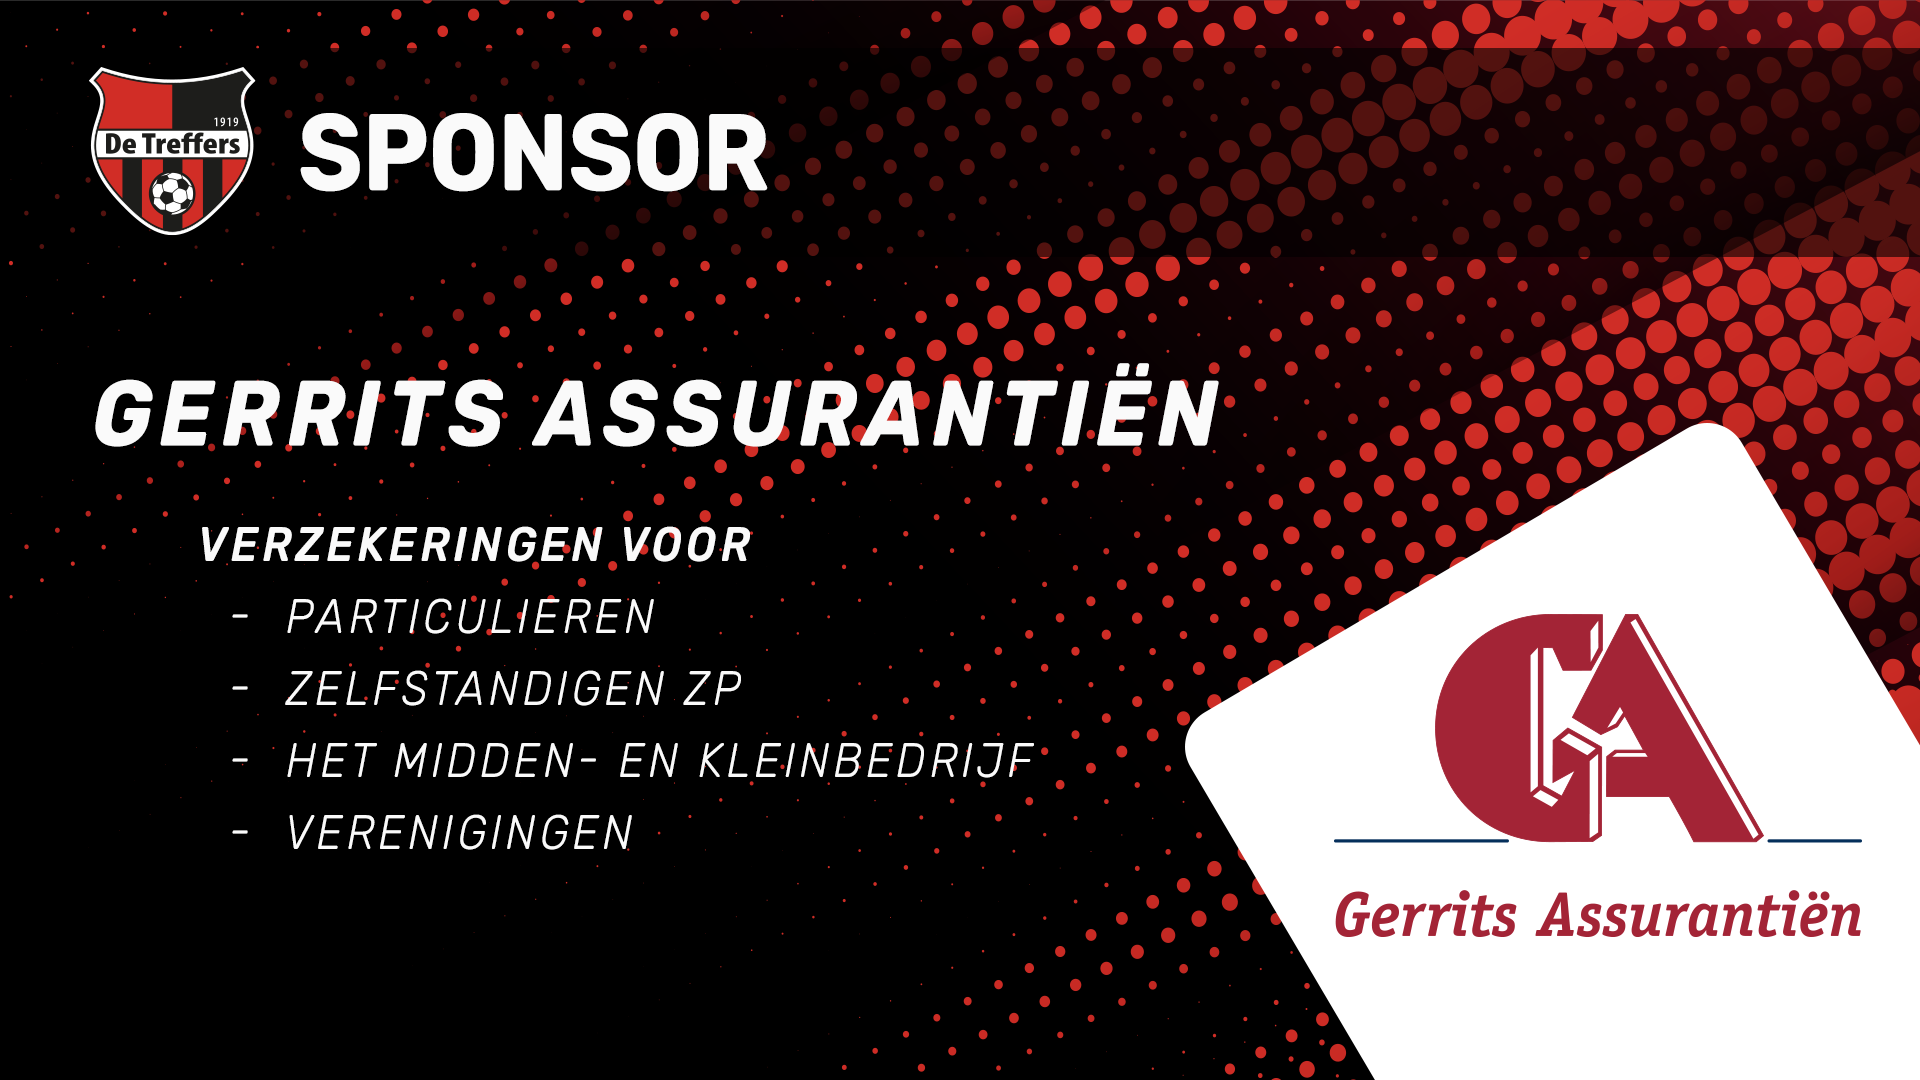 1919
De Treffers
SPONSOR
GERRITS ASSURANTIËN
VERZEKERINGEN VOOR
- PARTICULIEREN
- ZELFSTANDIGEN ZP
- HET MIDDEN- EN KLEINBEDRIJF
- VERENIGINGEN
GA
Gerrits Assurantiën